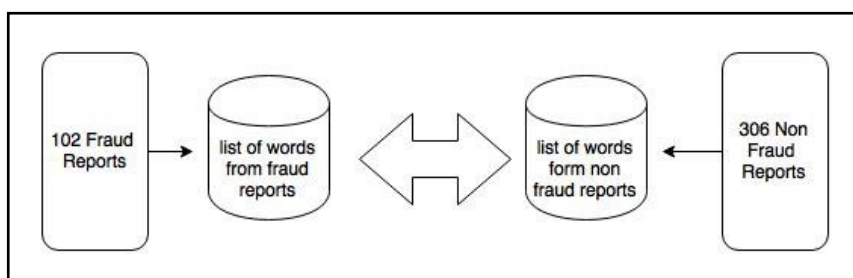 102 Fraud
Reports
list of words
from fraud
reports
list of words
form non
fraud reports
306 Non
Fraud
Reports